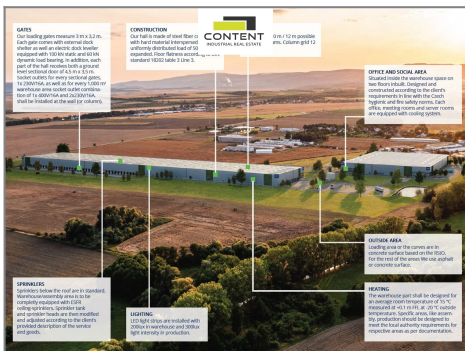 GATES
Our loading gates measure 3 m x 3,2 m.
Each gate comes with external dock
shelter as well an electric dock leveller
equipped with 100 kN static and 60 kN
dynamic load bearing. In addition, each
part of the hall receives both a ground
level sectional door of 4,5 m x 3,5 m.
Socket outlets for every sectional gates,
1x 230V/16A, as well as for every 1,000 m²
warehouse area socket outlet combina-
tion of 1x 400V/16A and 2x230V/16A,
shall be installed at the wall (or column).
CONSTRUCTION
Our hall is made of steel fiber c
with hard material interspersed
uniformly distributed load of 50
expanded. Floor flatness accord
standard 18202 table 3 Line 3.
CONTENT
INDUSTRIAL REAL ESTATE
0 m / 12 m possible
ms. Column grid 12
OFFICE AND SOCIAL AREA
Situated inside the warehouse space on
two floors inbuilt. Designed and
constructed according to the client's
requirements in line with the Czech
hygienic and fire safety norms. Each
office, meeting rooms and server rooms
are equipped with cooling system.
OUTSIDE AREA
Loading area or the curves are in
concrete surface based on the
For the rest of the areas We use asphalt
or concrete surface.
SPRINKLERS
Sprinklers below the roof are in standard.
Warehouse/assembly area is to be
completely equipped with ESFR
ceiling-sprinklers. Sprinkler tank
and sprinkler heads are then modified
and adjusted according to the client's
provided description of the service
and goods.
LIGHTING
LED light strips are installed with
200lux in warehouse and 300lux
light intensity in production.
HEATING
The warehouse part shall be designed for
an average room temperature of 15 °C
measured at +0.1 m FFL at -20 °C outside
temperature. Specific areas, like assem-
bly, production should be designed to
meet the local authority requirements for
respective areas as per documentation.